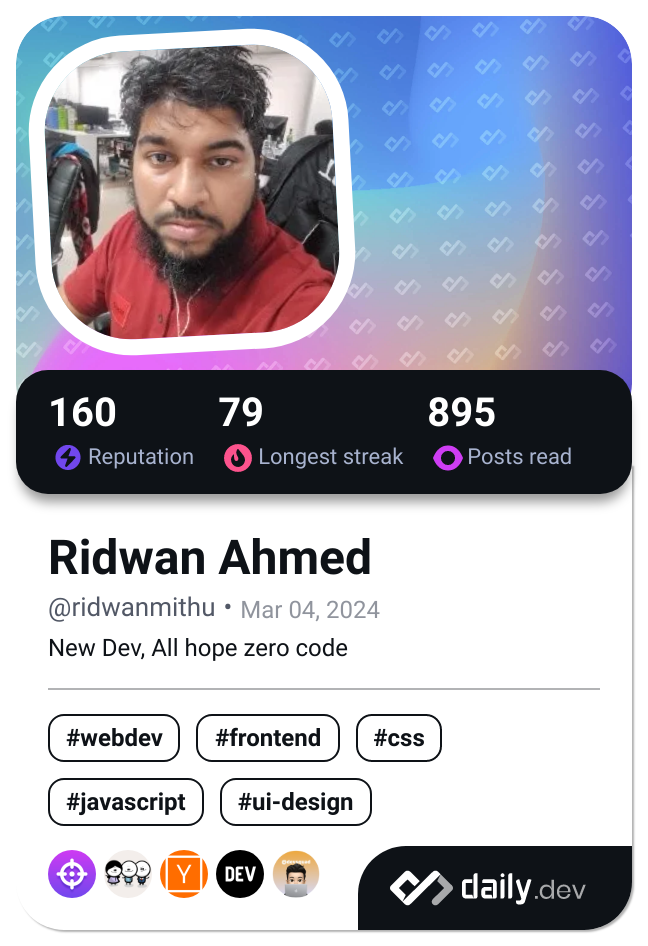 160 79 895
Reputation Longest streak Posts read
Ridwan Ahmed
@ridwanmithu • Mar 04, 2024
New Dev, All hope zero code
#webdev #frontend #css
#javascript #ui-design
Y DEV
daily.dev